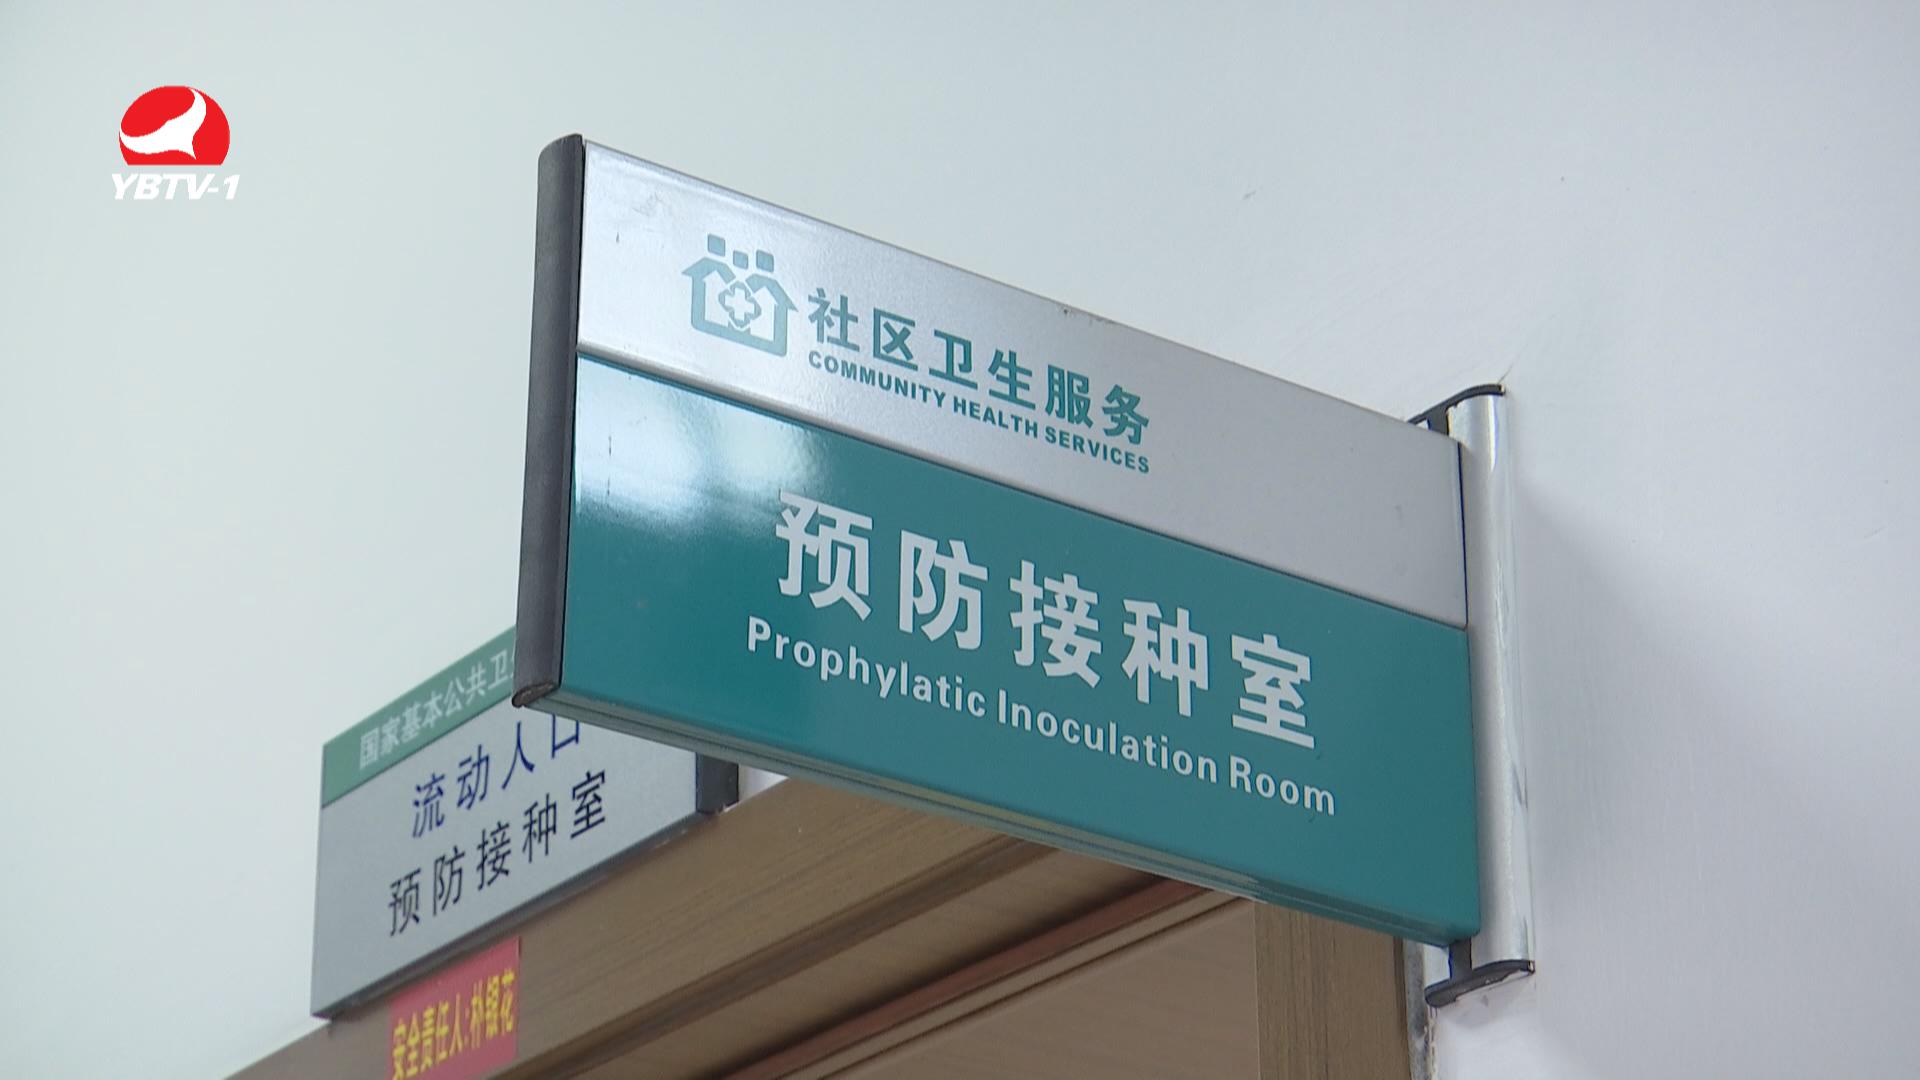 YBTV-1
社区卫生服务
COMMUNITY HEALTH SERVICES
预防接种室
Prophylatic Inoculation Room
国家基本公共卫
流动人口
预防接种室
安全责任人:朴银花